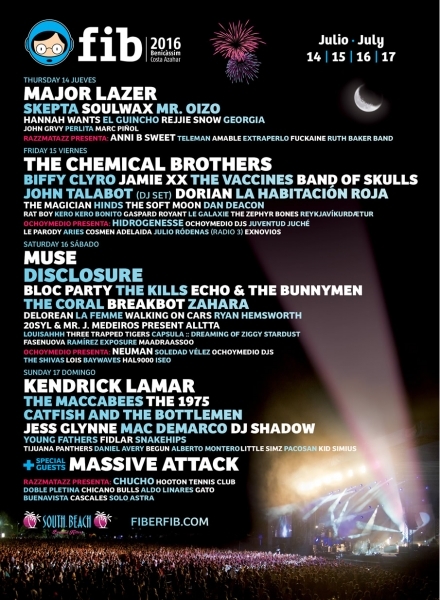 fib
2016
Benicàssim
Costa Azahar
Julio · July
14 | 15 | 16 | 17
THURSDAY 14 JUEVES
MAJOR LAZER
SKEPTA SOULWAX MR. OIZO
HANNAH WANTS EL GUINCHO REJJIE SNOW GEORGIA
JOHN GRVY PERLITA MARC PIÑOL
RAZZMATAZZ PRESENTA: ANNI B SWEET TELEMAN AMABLE EXTRAPERLO FUCKAINE RUTH BAKER BAND
FRIDAY 15 VIERNES
THE CHEMICAL BROTHERS
BIFFY CLYRO JAMIE XX THE VACCINES BAND OF SKULLS
JOHN TALABOT (DJ SET) DORIAN LA HABITACIÓN ROJA
THE MAGICIAN HINDS THE SOFT MOON DAN DEACON
RAT BOY KERO KERO BONITO GASPARD ROYANT LE GALAXIE THE ZEPHYR BONES REYKJAVÍKURDÆTUR
OCHOYMEDIO PRESENTA: HIDROGENESSE OCHOYMEDIO DJS JUVENTUD JUCHÉ
LE PARODY ARIES COSMEN ADELAIDA JULIO RÓDENAS (RADIO 3) EXNOVIOS
SATURDAY 16 SÁBADO
MUSE
DISCLOSURE
BLOC PARTY THE KILLS ECHO & THE BUNNYMEN
THE CORAL BREAKBOT ZAHARA
DELOREAN LA FEMME WALKING ON CARS RYAN HEMSWORTH
20SYL & MR. J. MEDEIROS PRESENT ALLTTA
LOUISAHHH THREE TRAPPED TIGERS CAPSULA :: DREAMING OF ZIGGY STARDUST
FASENUOVA RAMÍREZ EXPOSURE MAADRAASSOO
OCHOYMEDIO PRESENTA: NEUMAN SOLEDAD VÉLEZ OCHOYMEDIO DJS
THE SHIVAS LOIS BAYWAVES HAL9000 ISEO
SUNDAY 17 DOMINGO
KENDRICK LAMAR
THE MACCABEES THE 1975
CATFISH AND THE BOTTLEMEN
JESS GLYNNE MAC DEMARCO DJ SHADOW
YOUNG FATHERS FIDLAR SNAKEHIPS
TIJUANA PANTHERS DANIEL AVERY BEGUN ALBERTO MONTERO LITTLE SIMZ PACOSAN KID SIMIUS
+ SPECIAL GUESTS MASSIVE ATTACK
RAZZMATAZZ PRESENTA: CHUCHO HOOTON TENNIS CLUB
DOBLE PLETINA CHICANO BULLS ALDO LINARES GATO
BUENAVISTA CASCALES SOLO ASTRA
SOUTH BEACH
FIBERFIB.COM